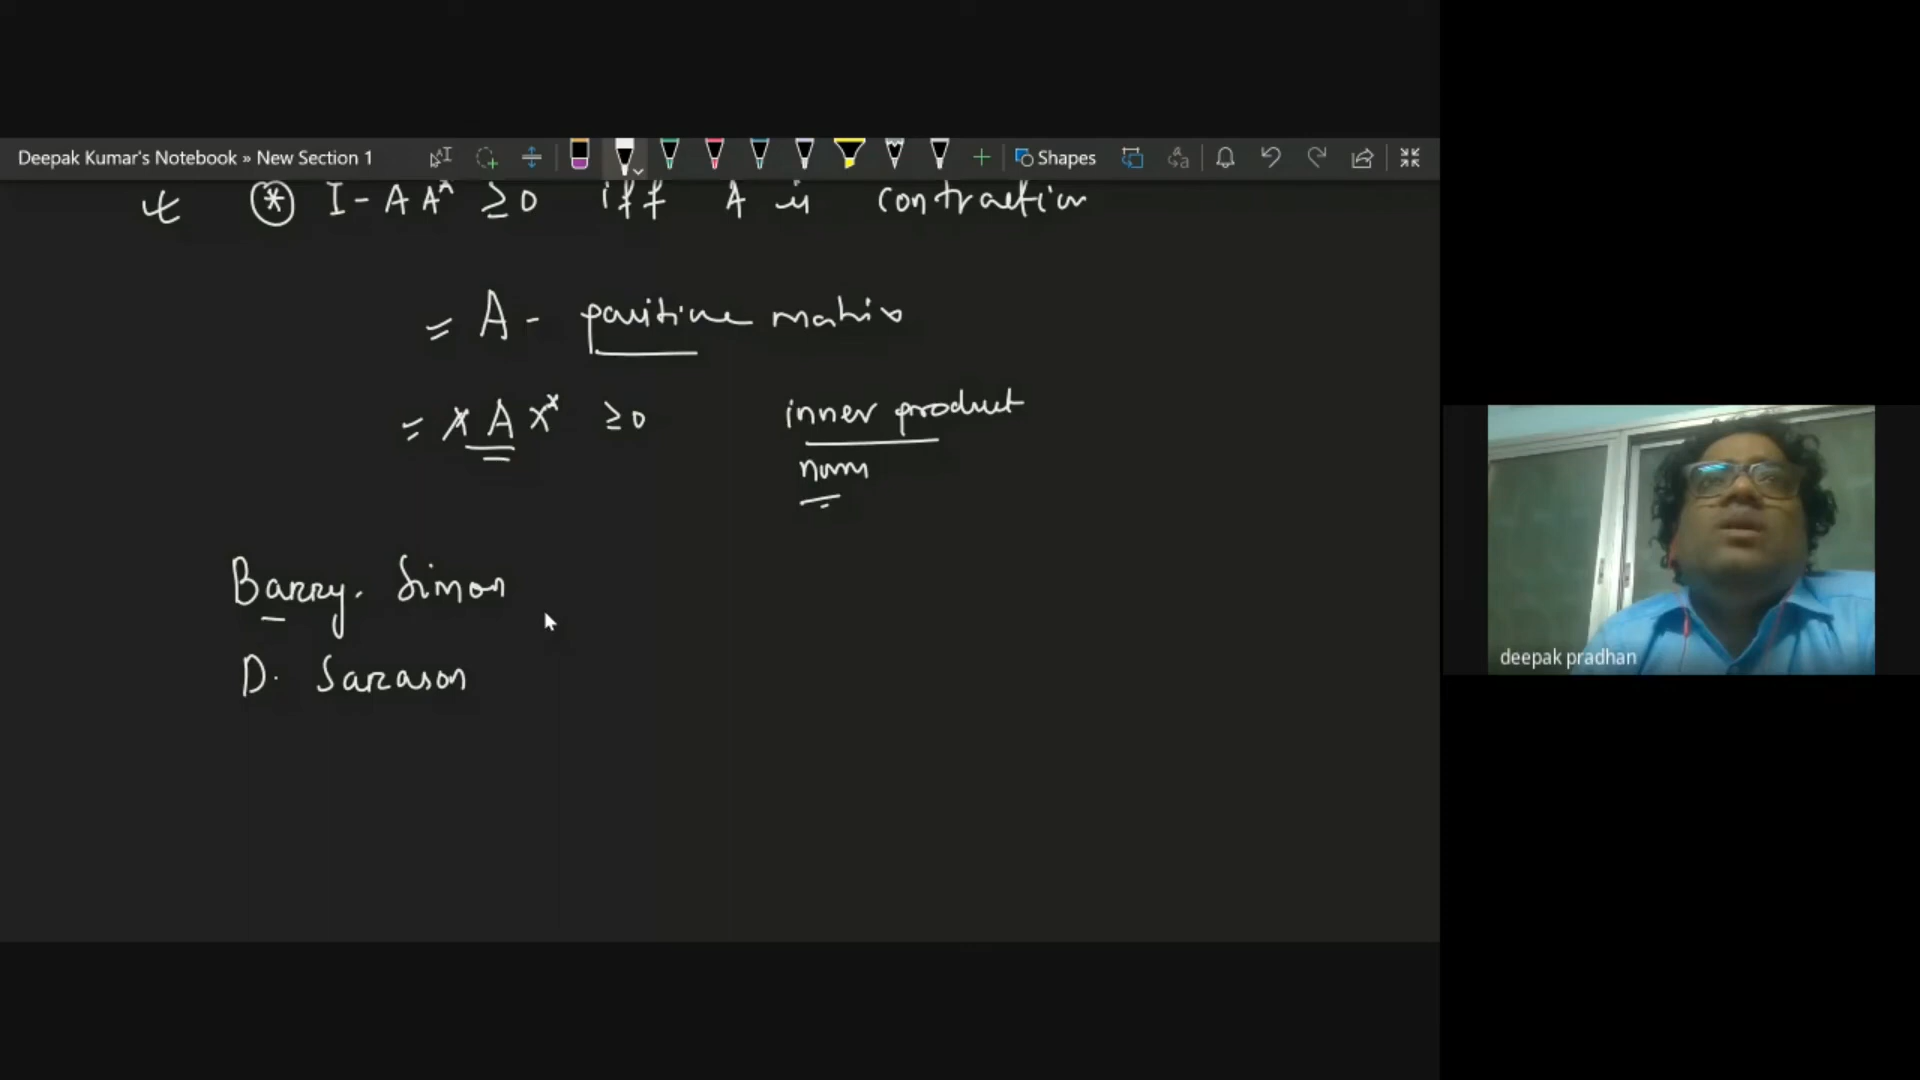 Deepak Kumar's Notebook » New Section 1
Shapes
(*) I - A A* ≥ 0 iff A is contraction
= A - positive matrix
= x A x* ≥ 0 inner product
norm
Barry. Simon
D. Sarason
deepak pradhan